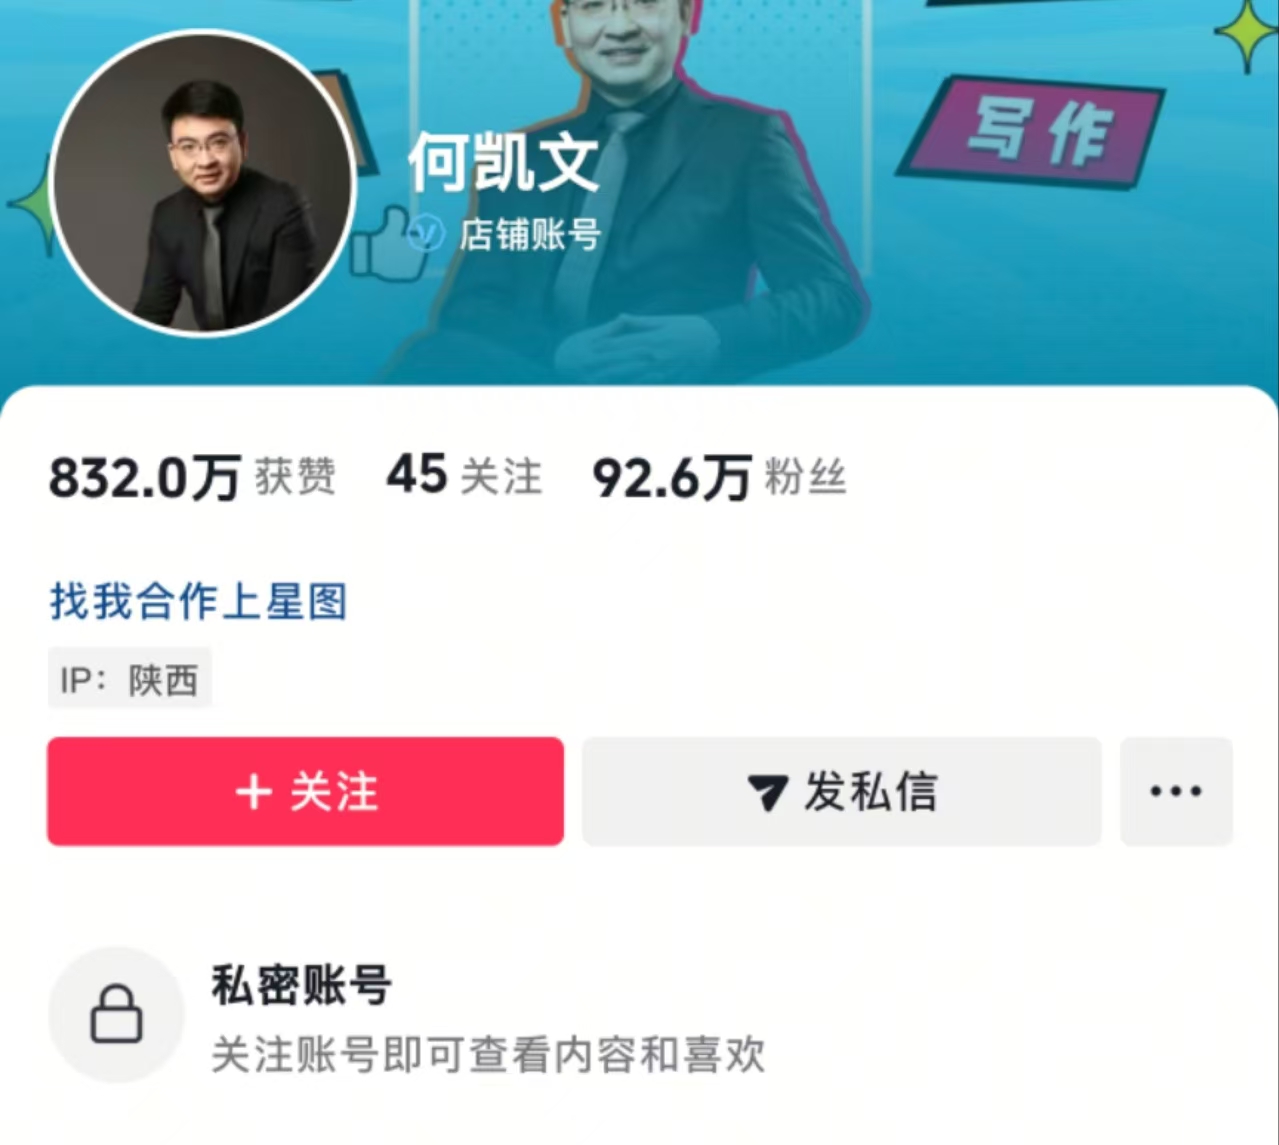 写作
何凯文
店铺账号
832.0万 获赞 45 关注 92.6万 粉丝
找我合作上星图
IP：陕西
+ 关注 发私信 ...
私密账号
关注账号即可查看内容和喜欢